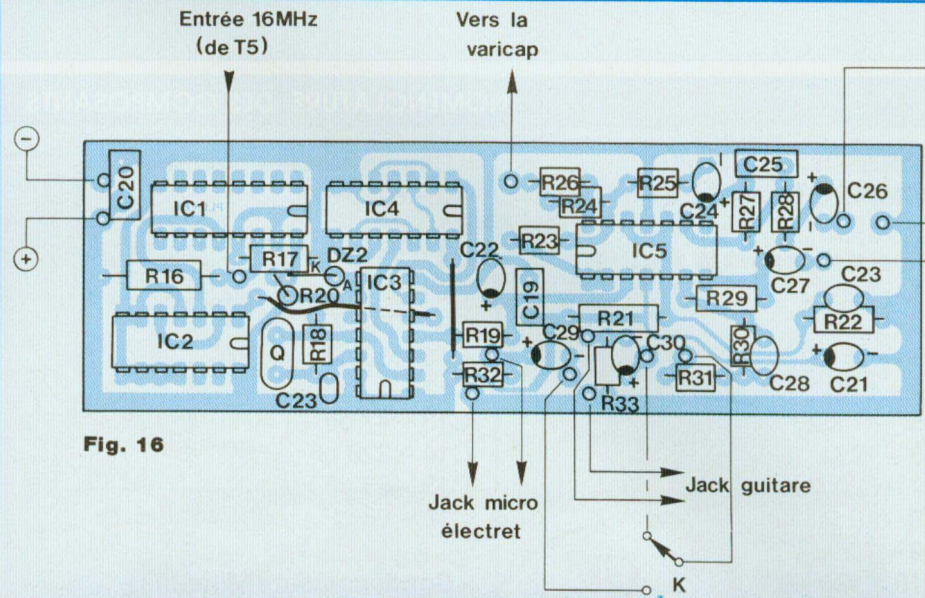 Entrée 16MHz
(de T5)
Vers la
varicap
−
+
C20
IC1
IC4
R26
R24
R25
C24
C25
R27
R28
C26
R23
IC5
R16
R17
K
DZ2
A
R20
IC3
C22
C19
C27
C23
R29
R22
IC2
Q
R18
C23
R19
R32
C29
R21
C30
R33
R31
R30
C28
C21
Fig. 16
Jack micro
électret
Jack guitare
K